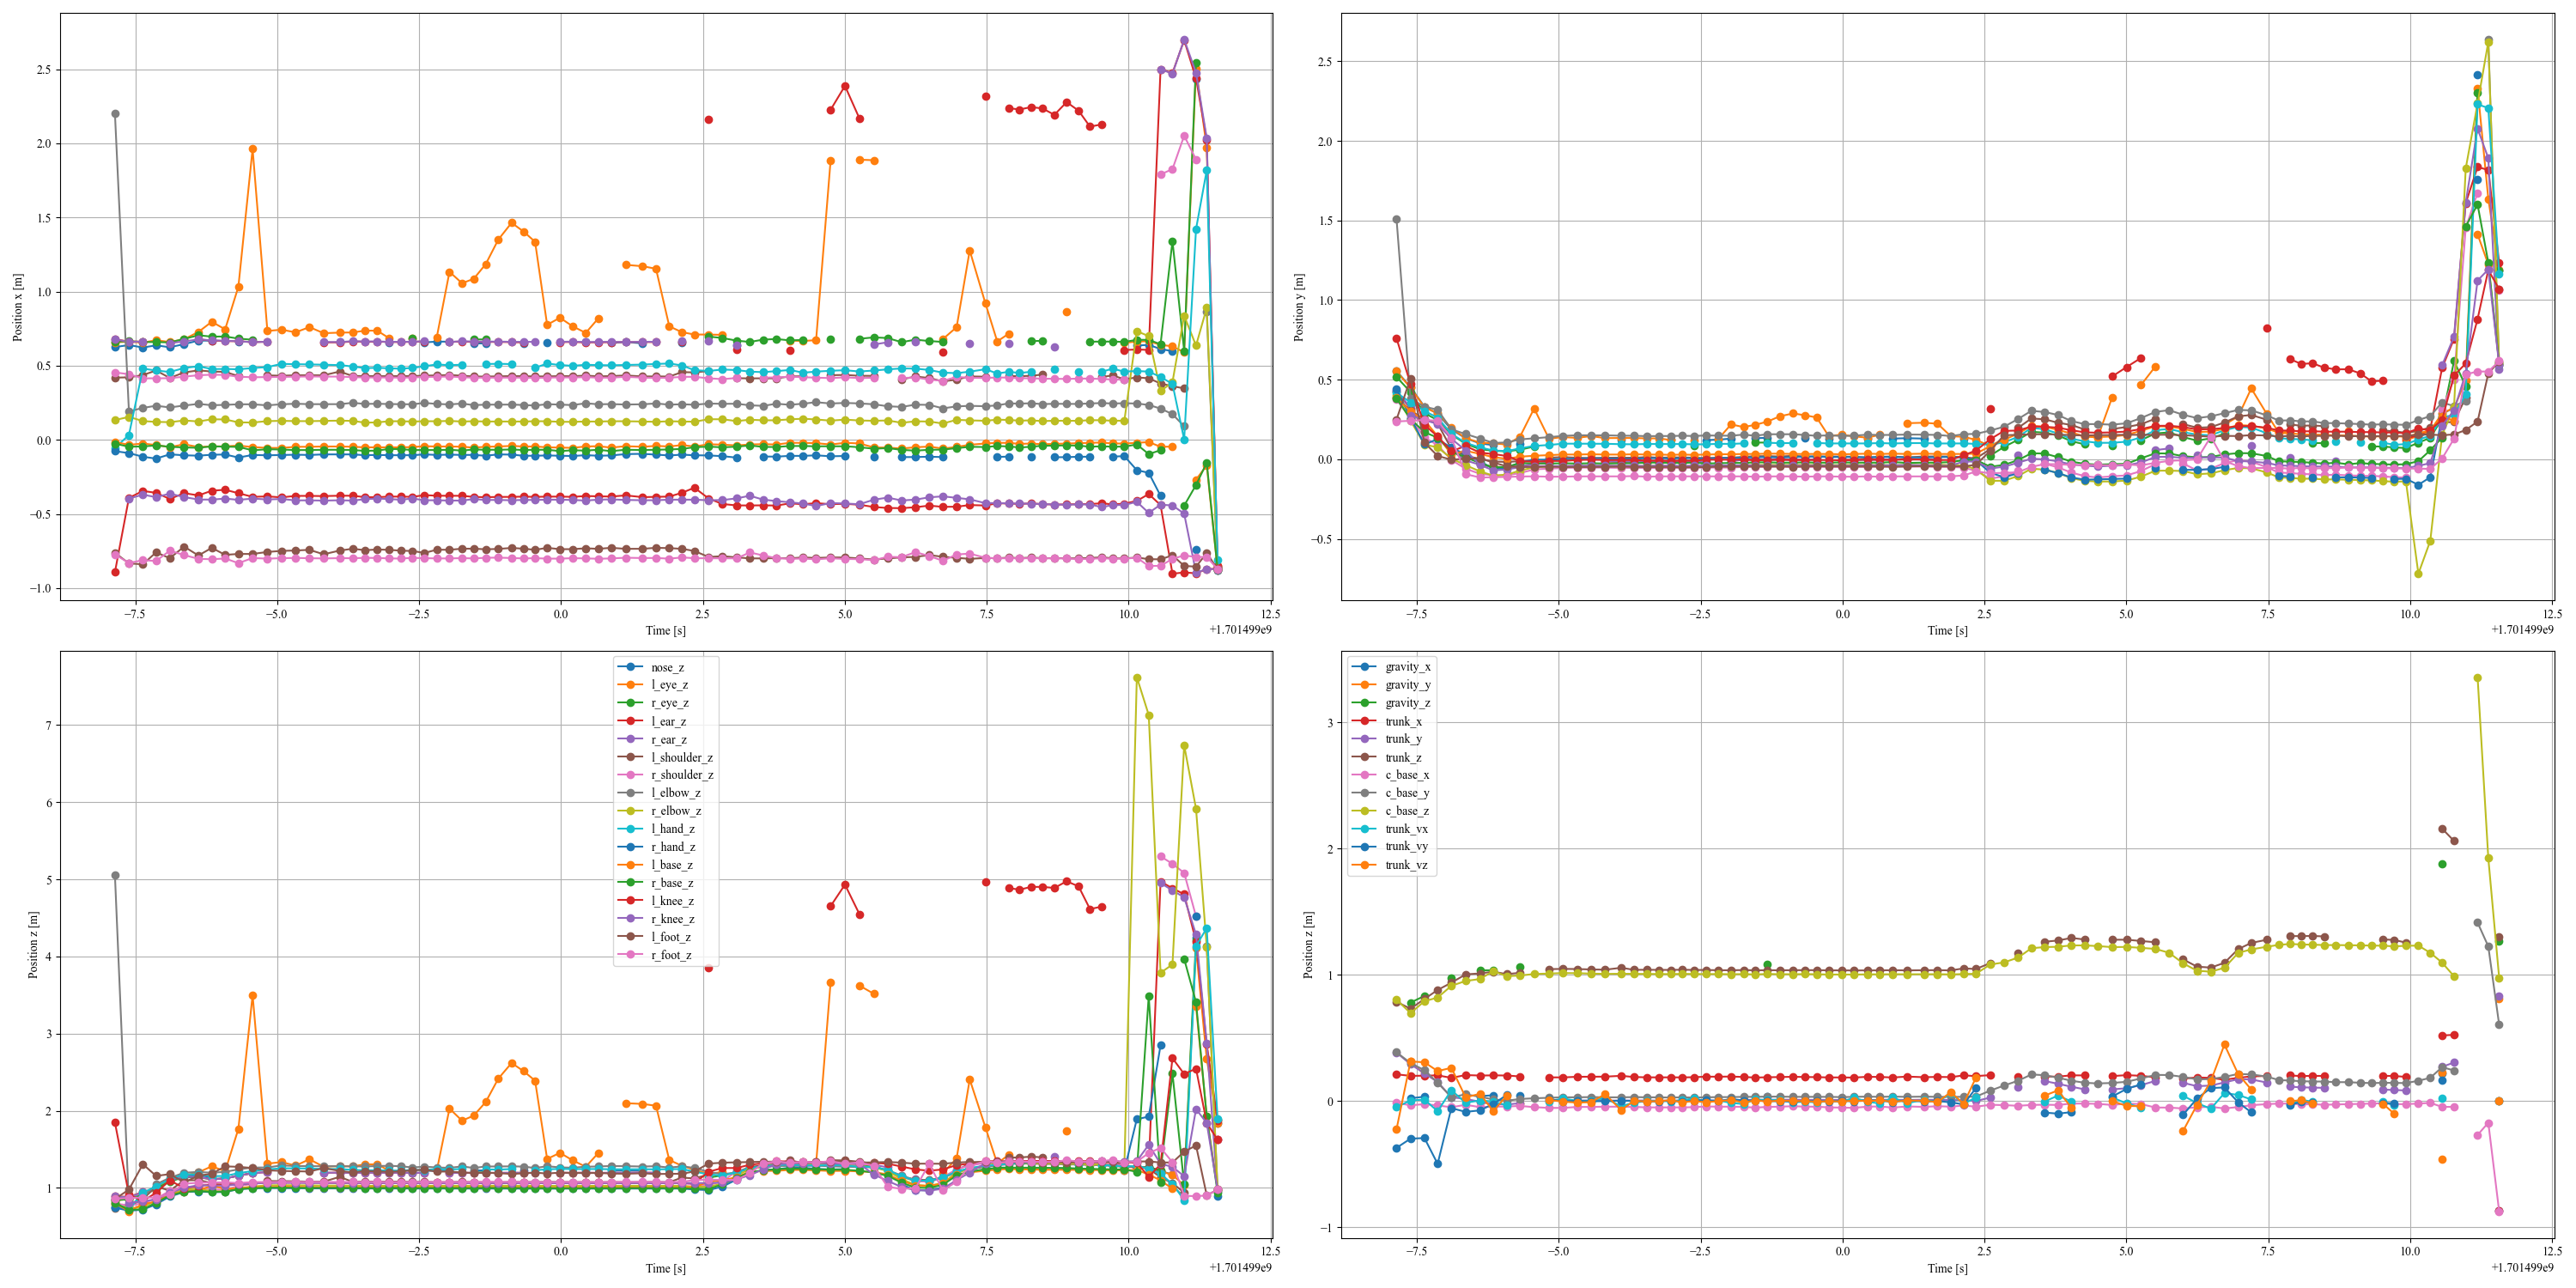 Position x [m]
2.5
2.0
1.5
1.0
0.5
0.0
−0.5
−1.0
−7.5 −5.0 −2.5 0.0 2.5 5.0 7.5 10.0 12.5
Time [s]
+1.701499e9
Position y [m]
2.5
2.0
1.5
1.0
0.5
0.0
−0.5
−7.5 −5.0 −2.5 0.0 2.5 5.0 7.5 10.0 12.5
Time [s]
+1.701499e9
Position z [m]
7
6
5
4
3
2
1
nose_z
l_eye_z
r_eye_z
l_ear_z
r_ear_z
l_shoulder_z
r_shoulder_z
l_elbow_z
r_elbow_z
l_hand_z
r_hand_z
l_base_z
r_base_z
l_knee_z
r_knee_z
l_foot_z
r_foot_z
−7.5 −5.0 −2.5 0.0 2.5 5.0 7.5 10.0 12.5
Time [s]
+1.701499e9
Position z [m]
3
2
1
0
−1
gravity_x
gravity_y
gravity_z
trunk_x
trunk_y
trunk_z
c_base_x
c_base_y
c_base_z
trunk_vx
trunk_vy
trunk_vz
−7.5 −5.0 −2.5 0.0 2.5 5.0 7.5 10.0 12.5
Time [s]
+1.701499e9